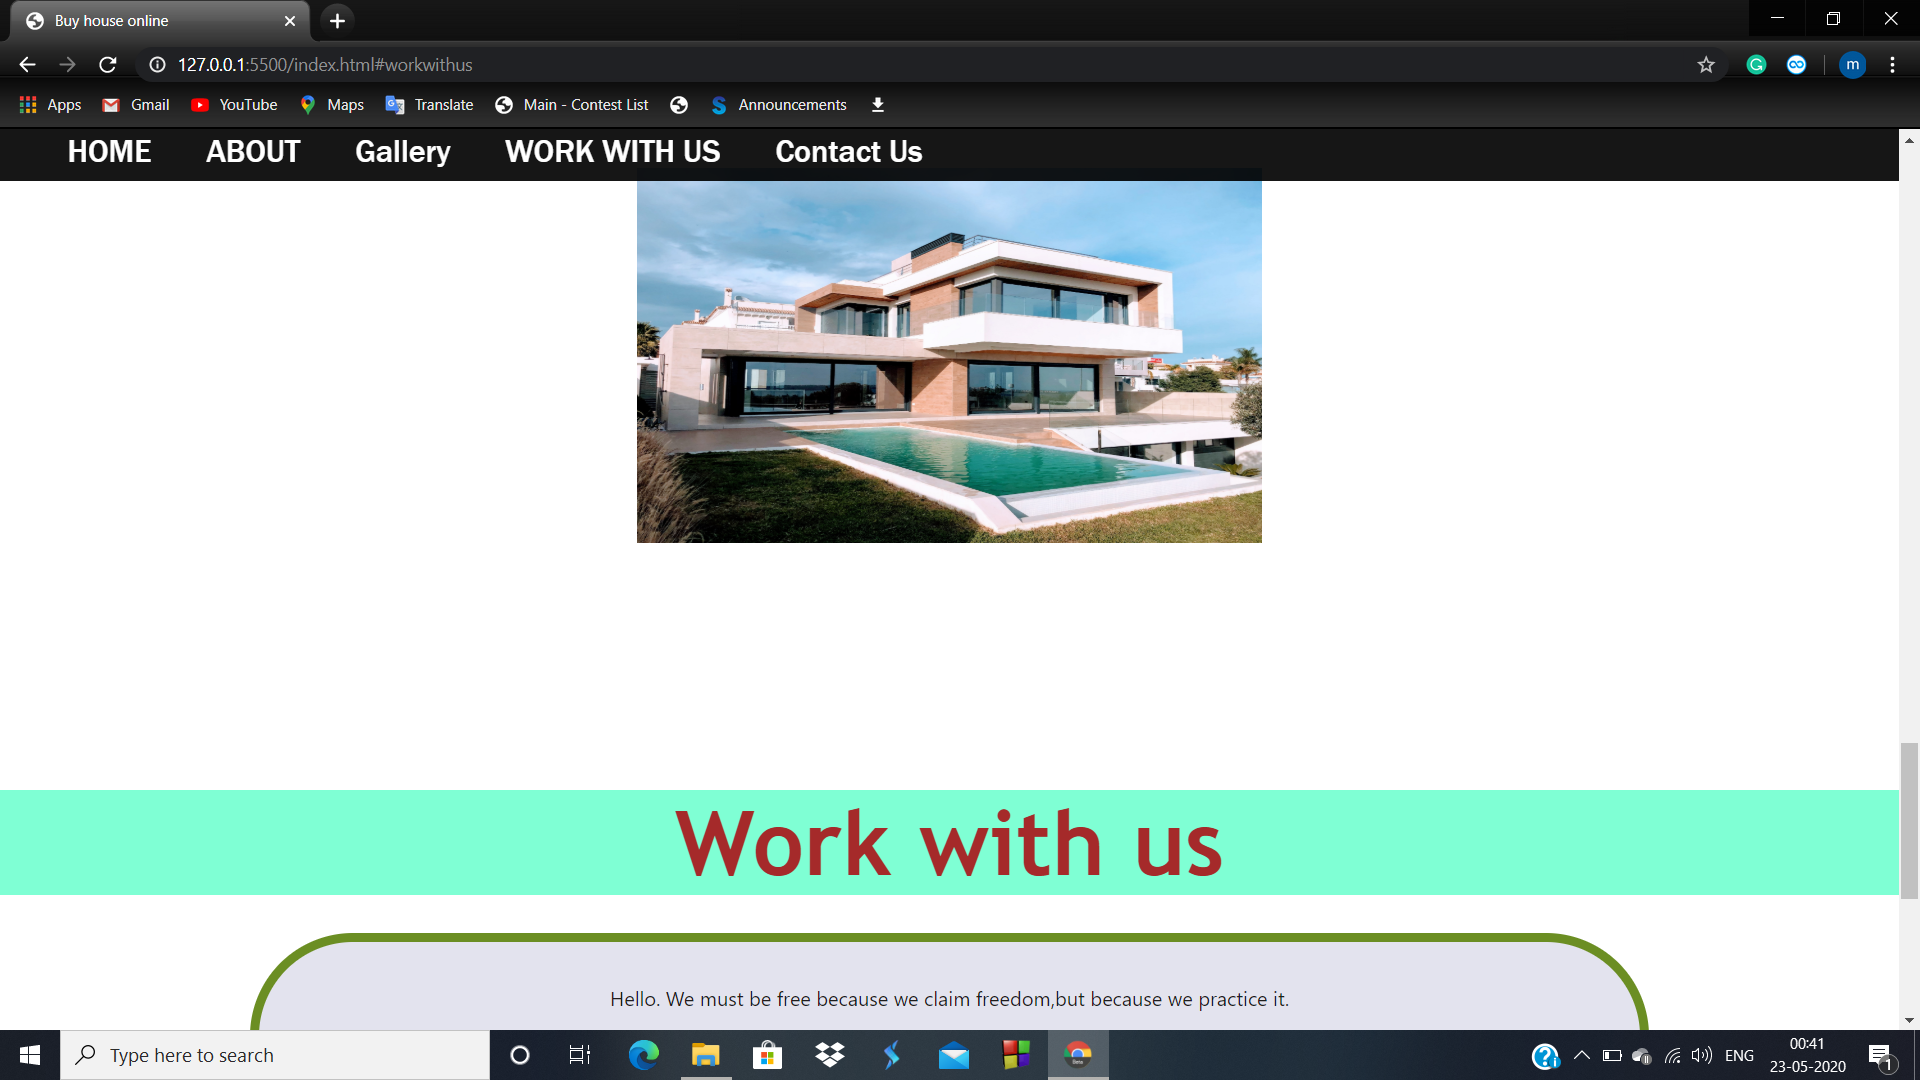 Buy house online
127.0.0.1:5500/index.html#workwithus
m
Apps Gmail YouTube Maps Translate Main - Contest List Announcements
HOME ABOUT Gallery WORK WITH US Contact Us
Work with us
Hello. We must be free because we claim freedom,but because we practice it.
Type here to search
ENG
00:41
23-05-2020
1